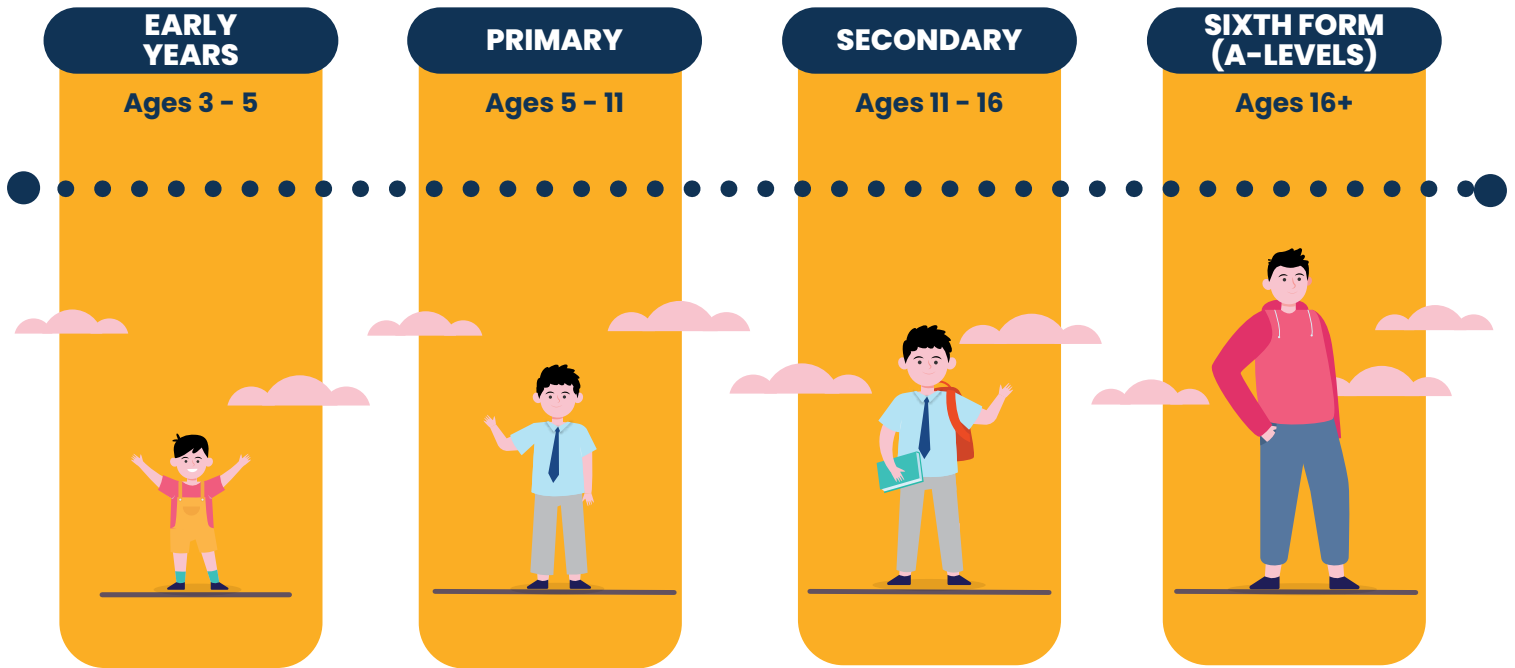 EARLY
YEARS
Ages 3 - 5
PRIMARY
Ages 5 - 11
SECONDARY
Ages 11 - 16
SIXTH FORM
(A-LEVELS)
Ages 16+